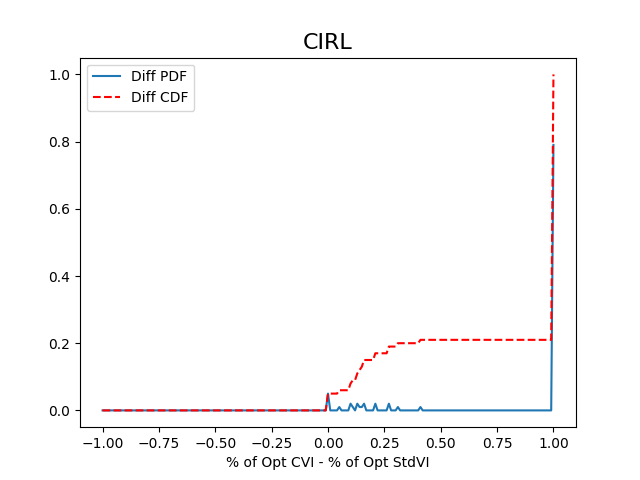 CIRL
Diff PDF
Diff CDF
1.0
0.8
0.6
0.4
0.2
0.0
−1.00 −0.75 −0.50 −0.25 0.00 0.25 0.50 0.75 1.00
% of Opt CVI - % of Opt StdVI